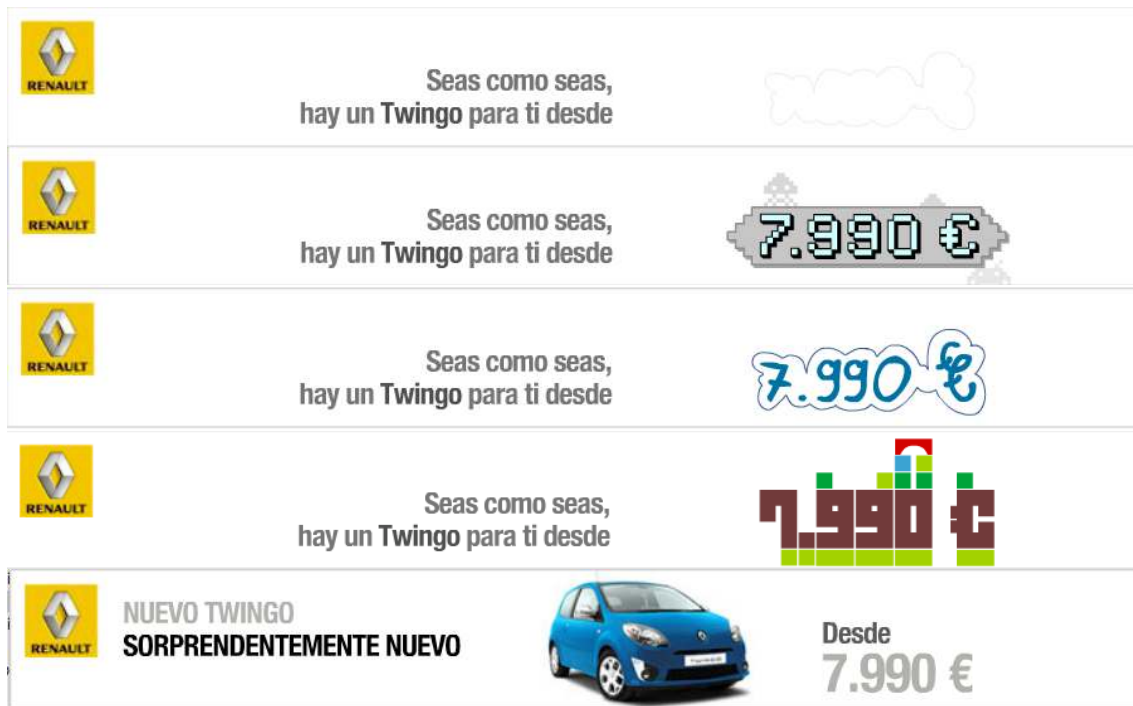 RENAULT
Seas como seas,
hay un Twingo para ti desde
RENAULT
Seas como seas,
hay un Twingo para ti desde
7.990 €
RENAULT
Seas como seas,
hay un Twingo para ti desde
7.990 €
RENAULT
Seas como seas,
hay un Twingo para ti desde
7.990 €
RENAULT
NUEVO TWINGO
SORPRENDENTEMENTE NUEVO
Desde
7.990 €